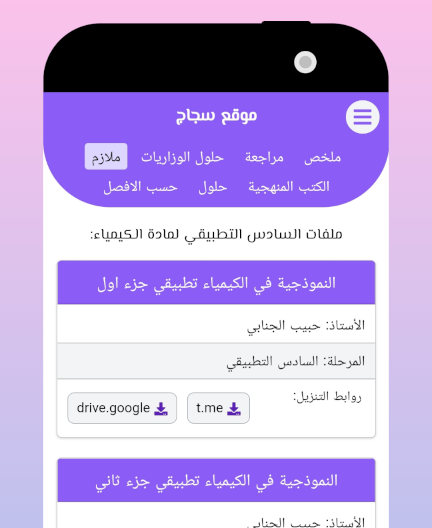 موقع سجاج
ملخص مراجعة حلول الوزاريات ملازم
الكتب المنهجية حلول حسب الافصل
ملفات السادس التطبيقي لمادة الكيمياء:
النموذجية في الكيمياء تطبيقي جزء اول
الأستاذ: حبيب الجنابي
المرحلة: السادس التطبيقي
روابط التنزيل: t.me drive.google
النموذجية في الكيمياء تطبيقي جزء ثاني
الأستاذ: حبيب الجنابي